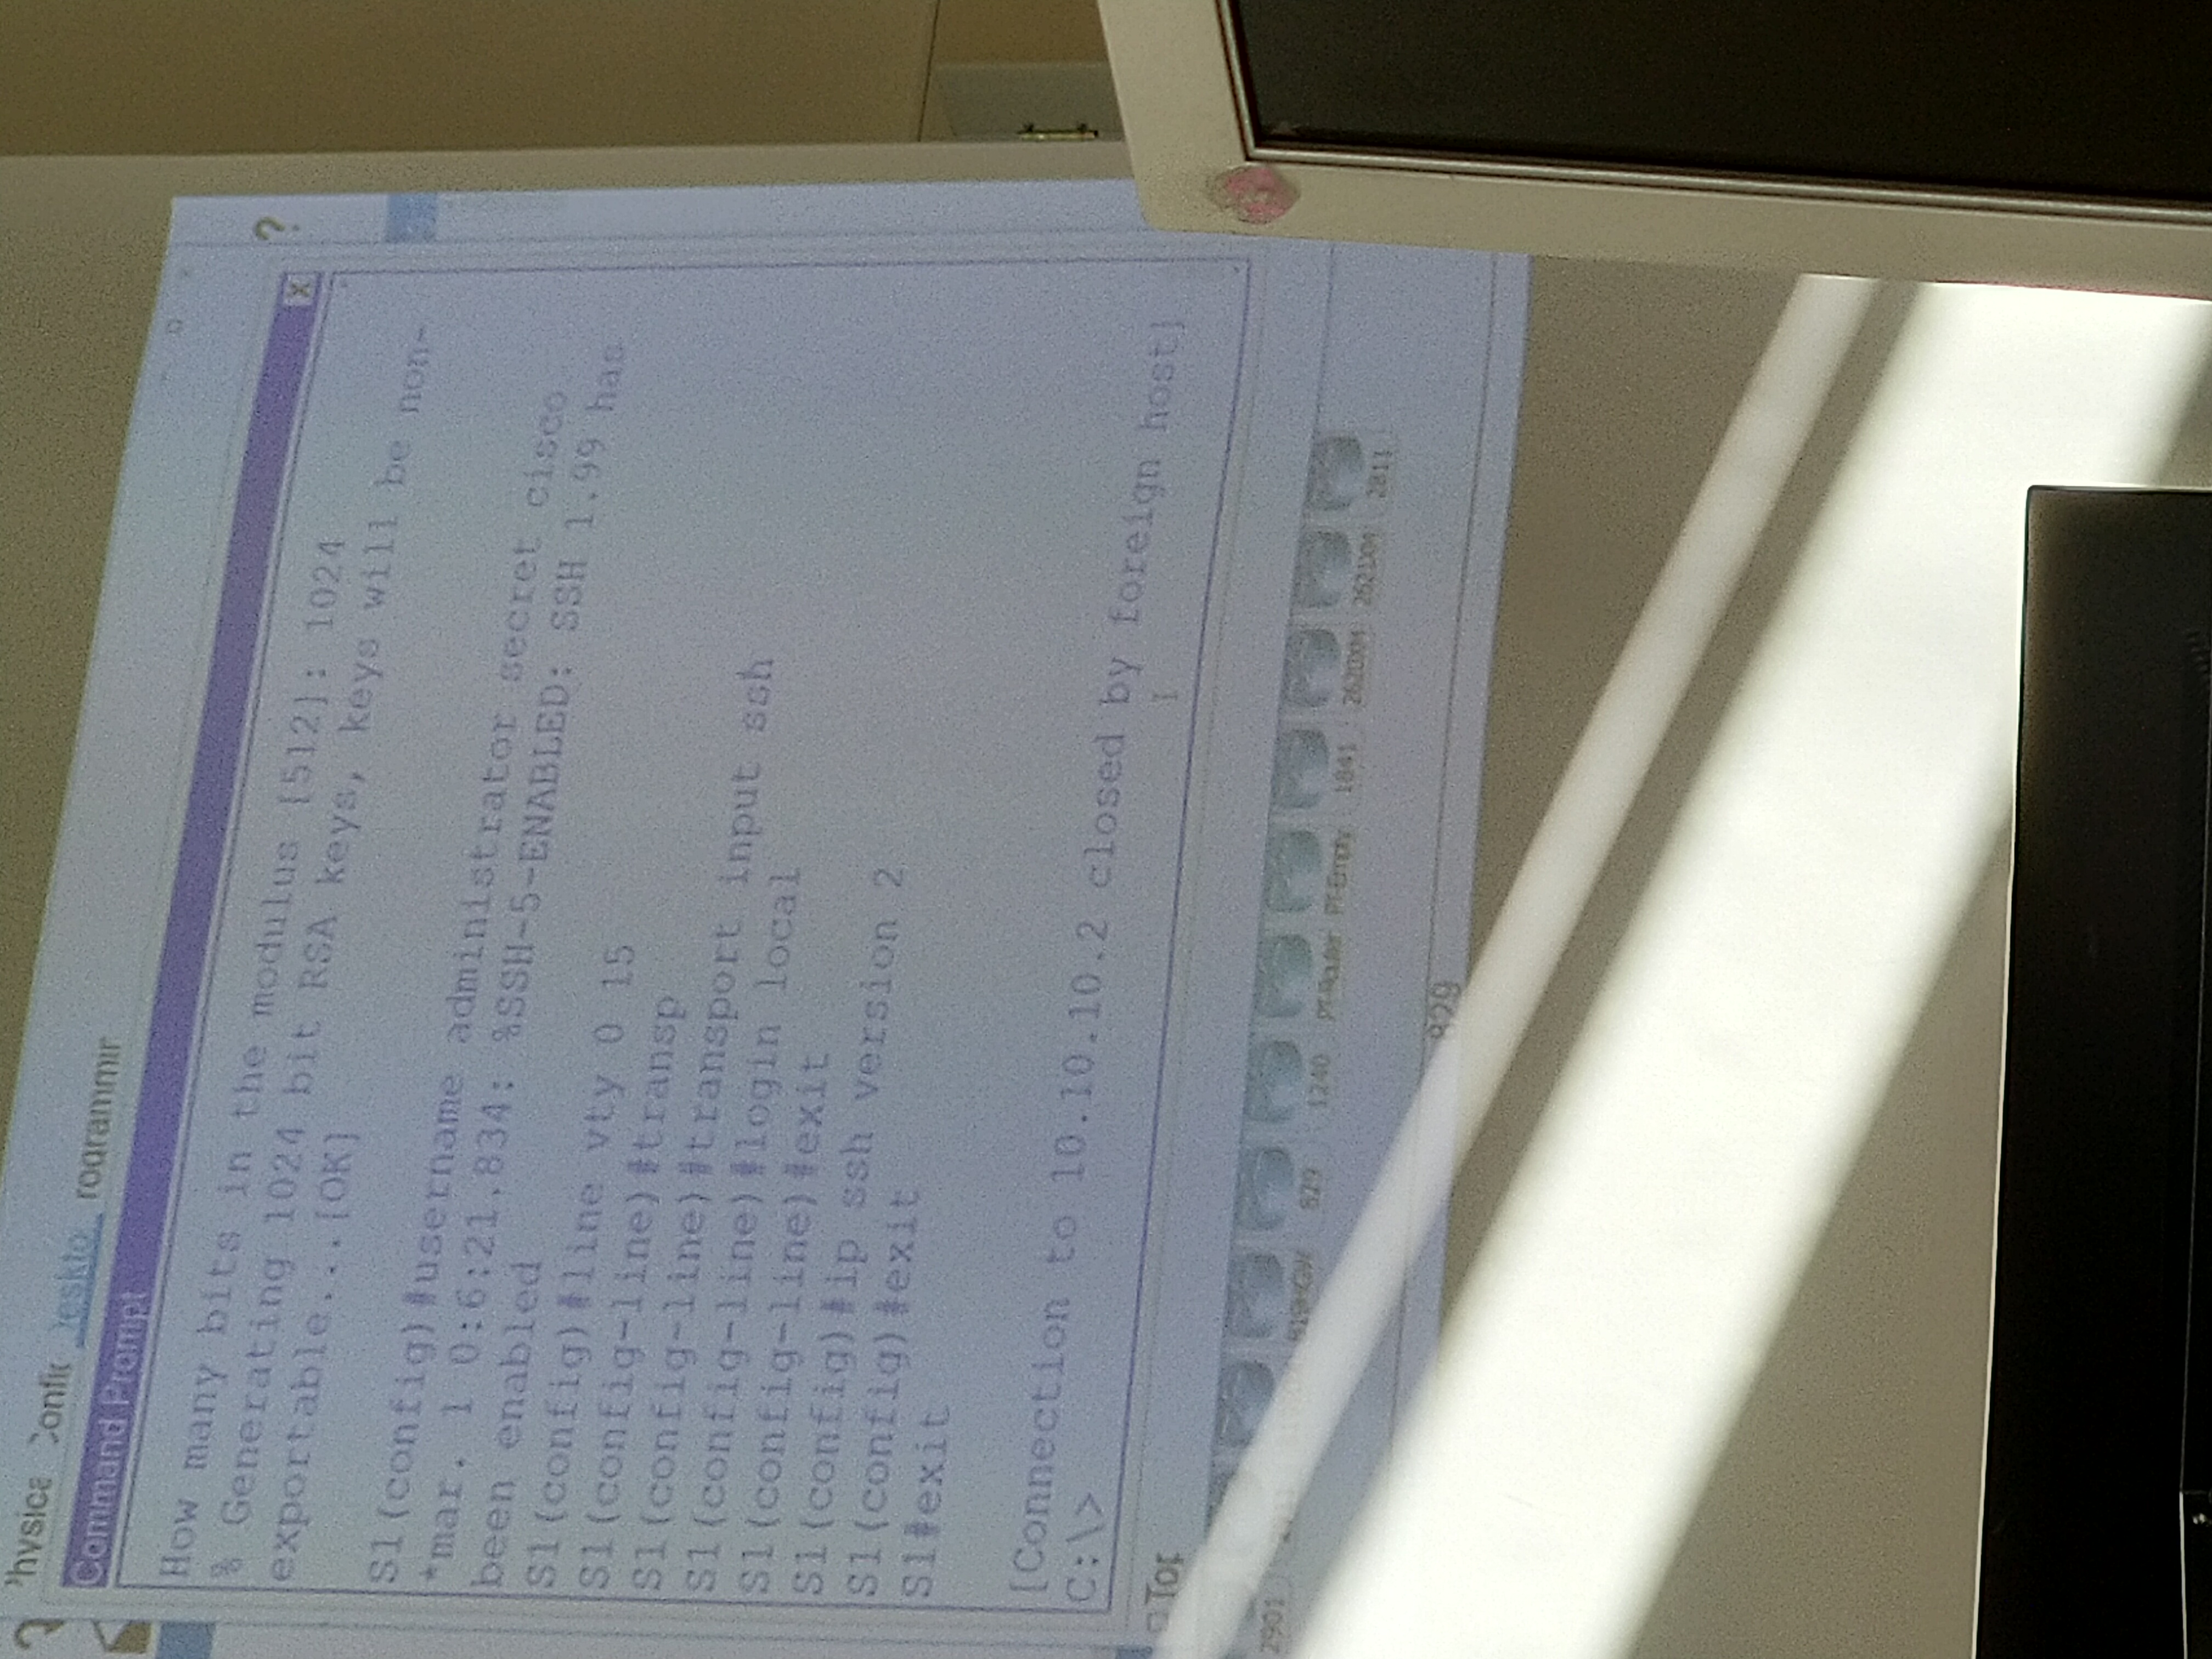 Command Prompt
How many bits in the modulus [512]: 1024
% Generating 1024 bit RSA keys, keys will be non-
exportable...[OK]
S1(config)#username administrator secret cisco
*mar. 1 0:6:21.834: %SSH-5-ENABLED: SSH 1.99 has
been enabled
S1(config)#line vty 0 15
S1(config-line)#transp
S1(config-line)#transport input ssh
S1(config-line)#login local
S1(config-line)#exit
S1(config)#ip ssh version 2
S1(config)#exit
S1#exit
[Connection to 10.10.10.2 closed by foreign host]
C:\>
Top
2901 819HGW 829 1240 PT-Router PT-Empty 1841 2620XM 2621XM 2811
829